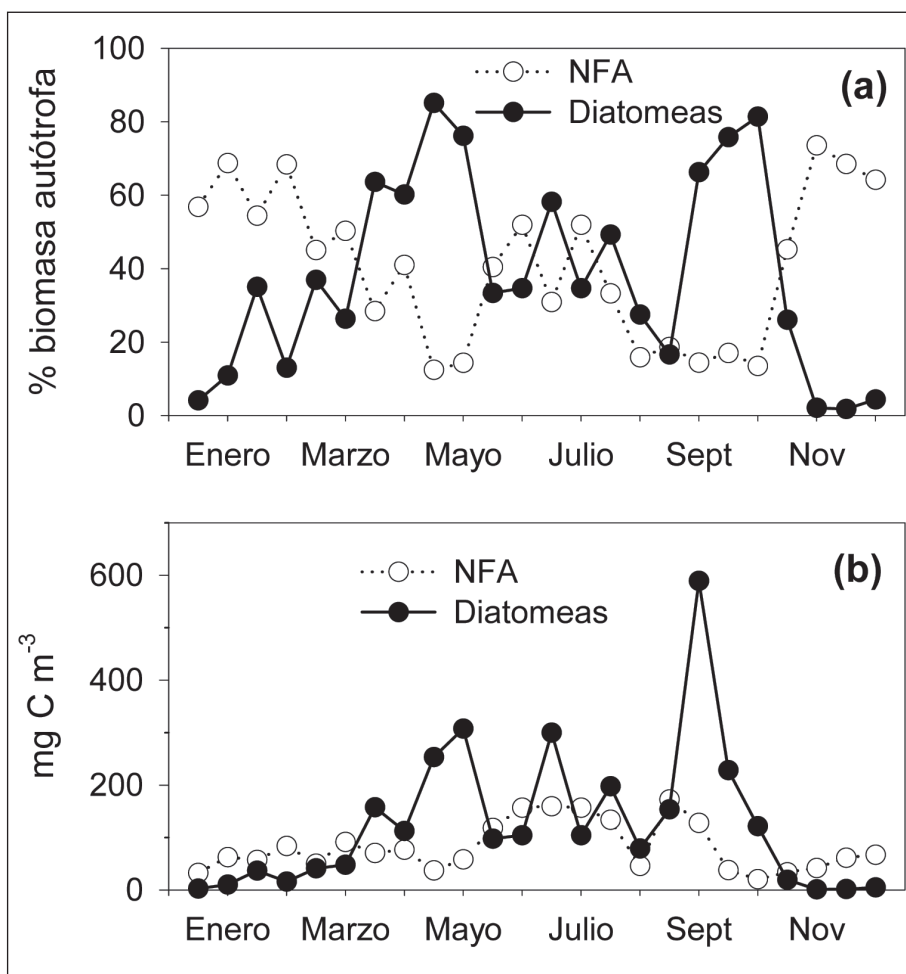 100
80
60
40
20
0
% biomasa autótrofa
NFA
Diatomeas
(a)
Enero Marzo Mayo Julio Sept Nov
600
400
200
0
mg C m-3
NFA
Diatomeas
(b)
Enero Marzo Mayo Julio Sept Nov